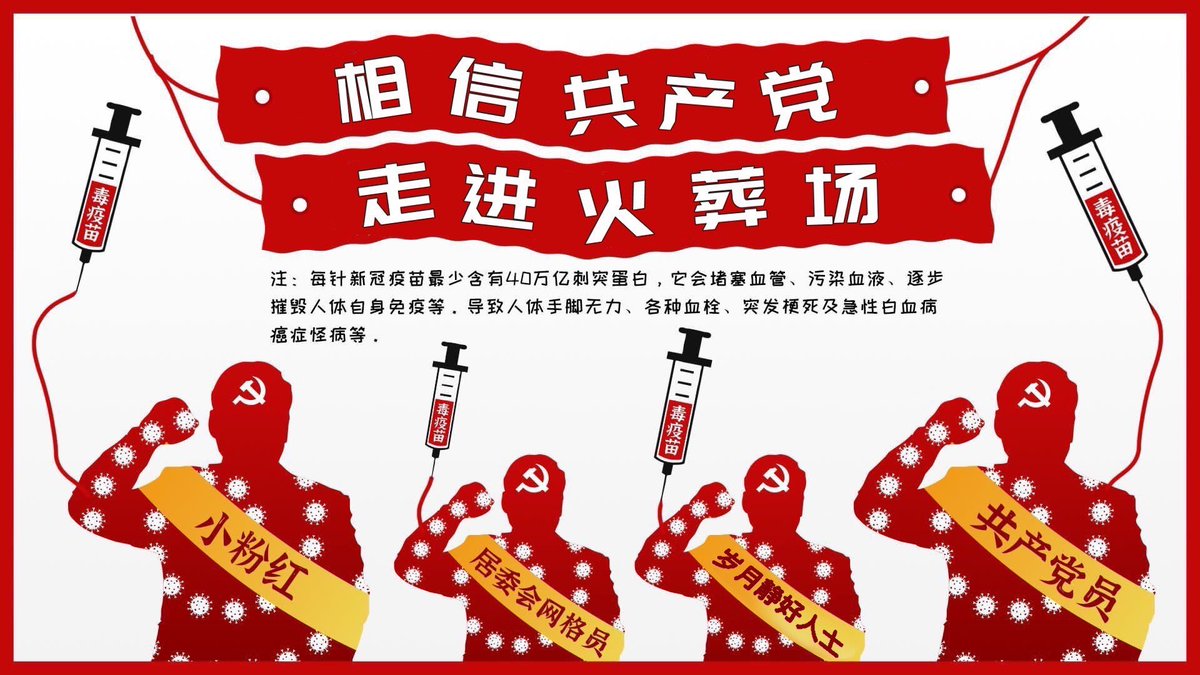 相信共产党
走进火葬场
注：每针新冠疫苗最少含有40万亿刺突蛋白，它会堵塞血管、污染血液、逐步
摧毁人体自身免疫等．导致人体手脚无力、各种血栓、突发梗死及急性白血病
癌症怪病等．
毒疫苗
毒疫苗
毒疫苗
毒疫苗
小粉红
居委会网格员
岁月静好人士
共产党员